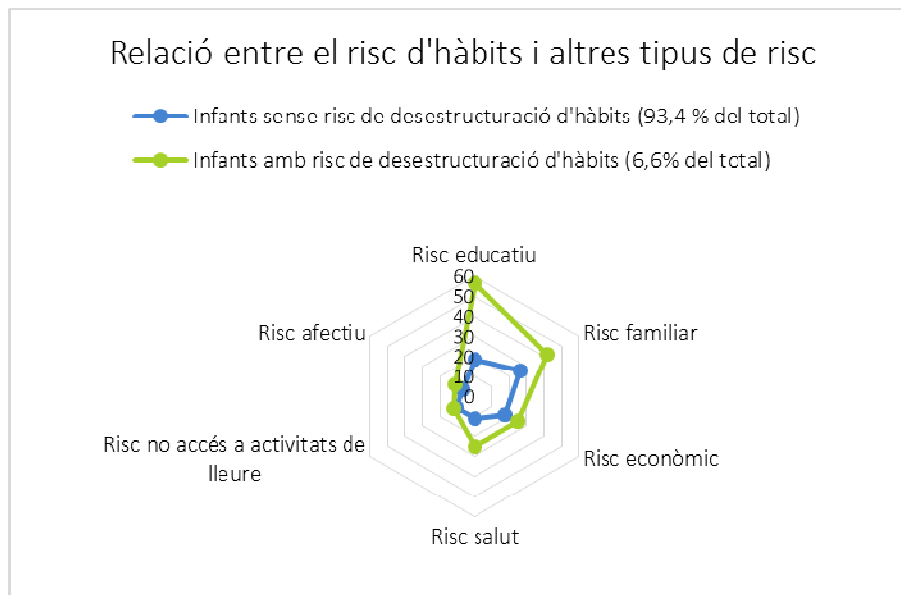 Relació entre el risc d'hàbits i altres tipus de risc
Infants sense risc de desestructuració d'hàbits (93,4 % del total)
Infants amb risc de desestructuració d'hàbits (6,6% del total)
Risc educatiu
60
50
40
30
20
10
0
Risc afectiu
Risc familiar
Risc no accés a activitats de
lleure
Risc econòmic
Risc salut